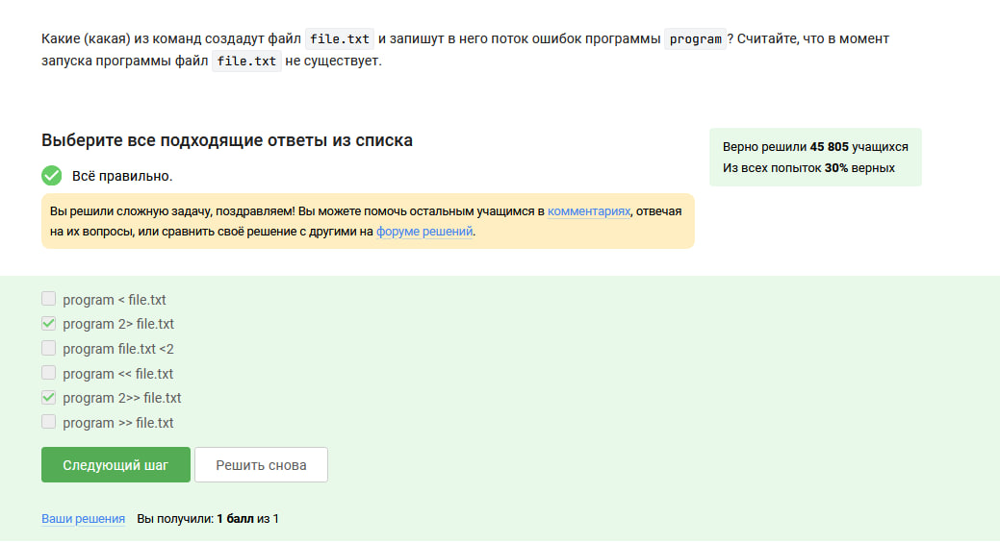 Какие (какая) из команд создадут файл file.txt и запишут в него поток ошибок программы program? Считайте, что в момент
запуска программы файл file.txt не существует.
Выберите все подходящие ответы из списка
Всё правильно.
Вы решили сложную задачу, поздравляем! Вы можете помочь остальным учащимся в комментариях, отвечая
на их вопросы, или сравнить своё решение с другими на форуме решений.
Верно решили 45 805 учащихся
Из всех попыток 30% верных
program < file.txt
program 2> file.txt
program file.txt <2
program << file.txt
program 2>> file.txt
program >> file.txt
Следующий шаг
Решить снова
Ваши решения Вы получили: 1 балл из 1